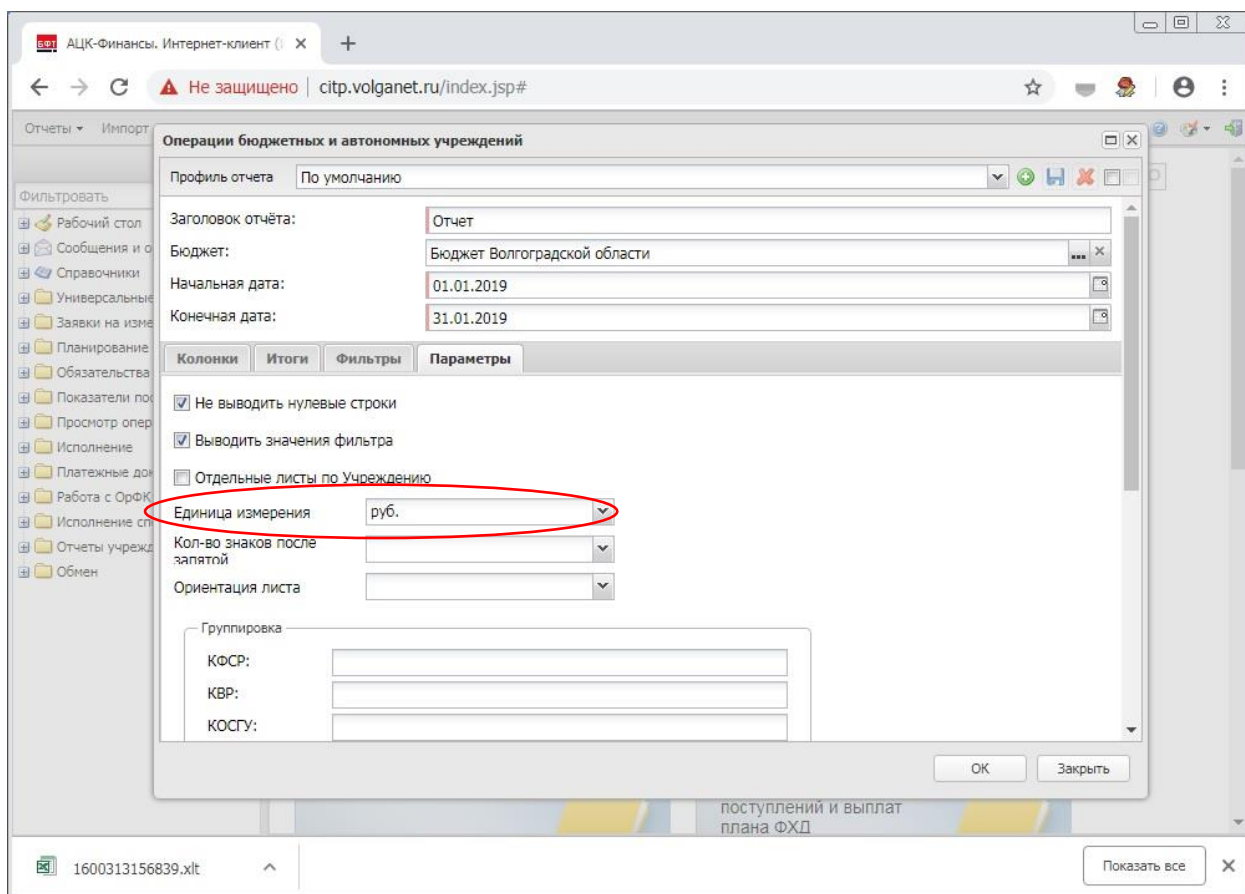 БФТ АЦК-Финансы. Интернет-клиент (
Не защищено citp.volganet.ru/index.jsp#
Отчеты Импорт
Операции бюджетных и автономных учреждений
Профиль отчета По умолчанию
Фильтровать
Заголовок отчёта: Отчет
Рабочий стол
Бюджет: Бюджет Волгоградской области
Сообщения и о
Справочники
Начальная дата: 01.01.2019
Универсальные
Конечная дата: 31.01.2019
Заявки на изме
Планирование
Колонки Итоги Фильтры Параметры
Обязательства
Показатели пос
Не выводить нулевые строки
Просмотр опер
Выводить значения фильтра
Исполнение
Платежные док
Отдельные листы по Учреждению
Работа с ОрФК
Единица измерения руб.
Исполнение сп
Кол-во знаков после
запятой
Отчеты учрежд
Обмен
Ориентация листа
Группировка
КФСР:
КВР:
КОСГУ:
ОК Закрыть
поступлений и выплат
плана ФХД
1600313156839.xlt Показать все